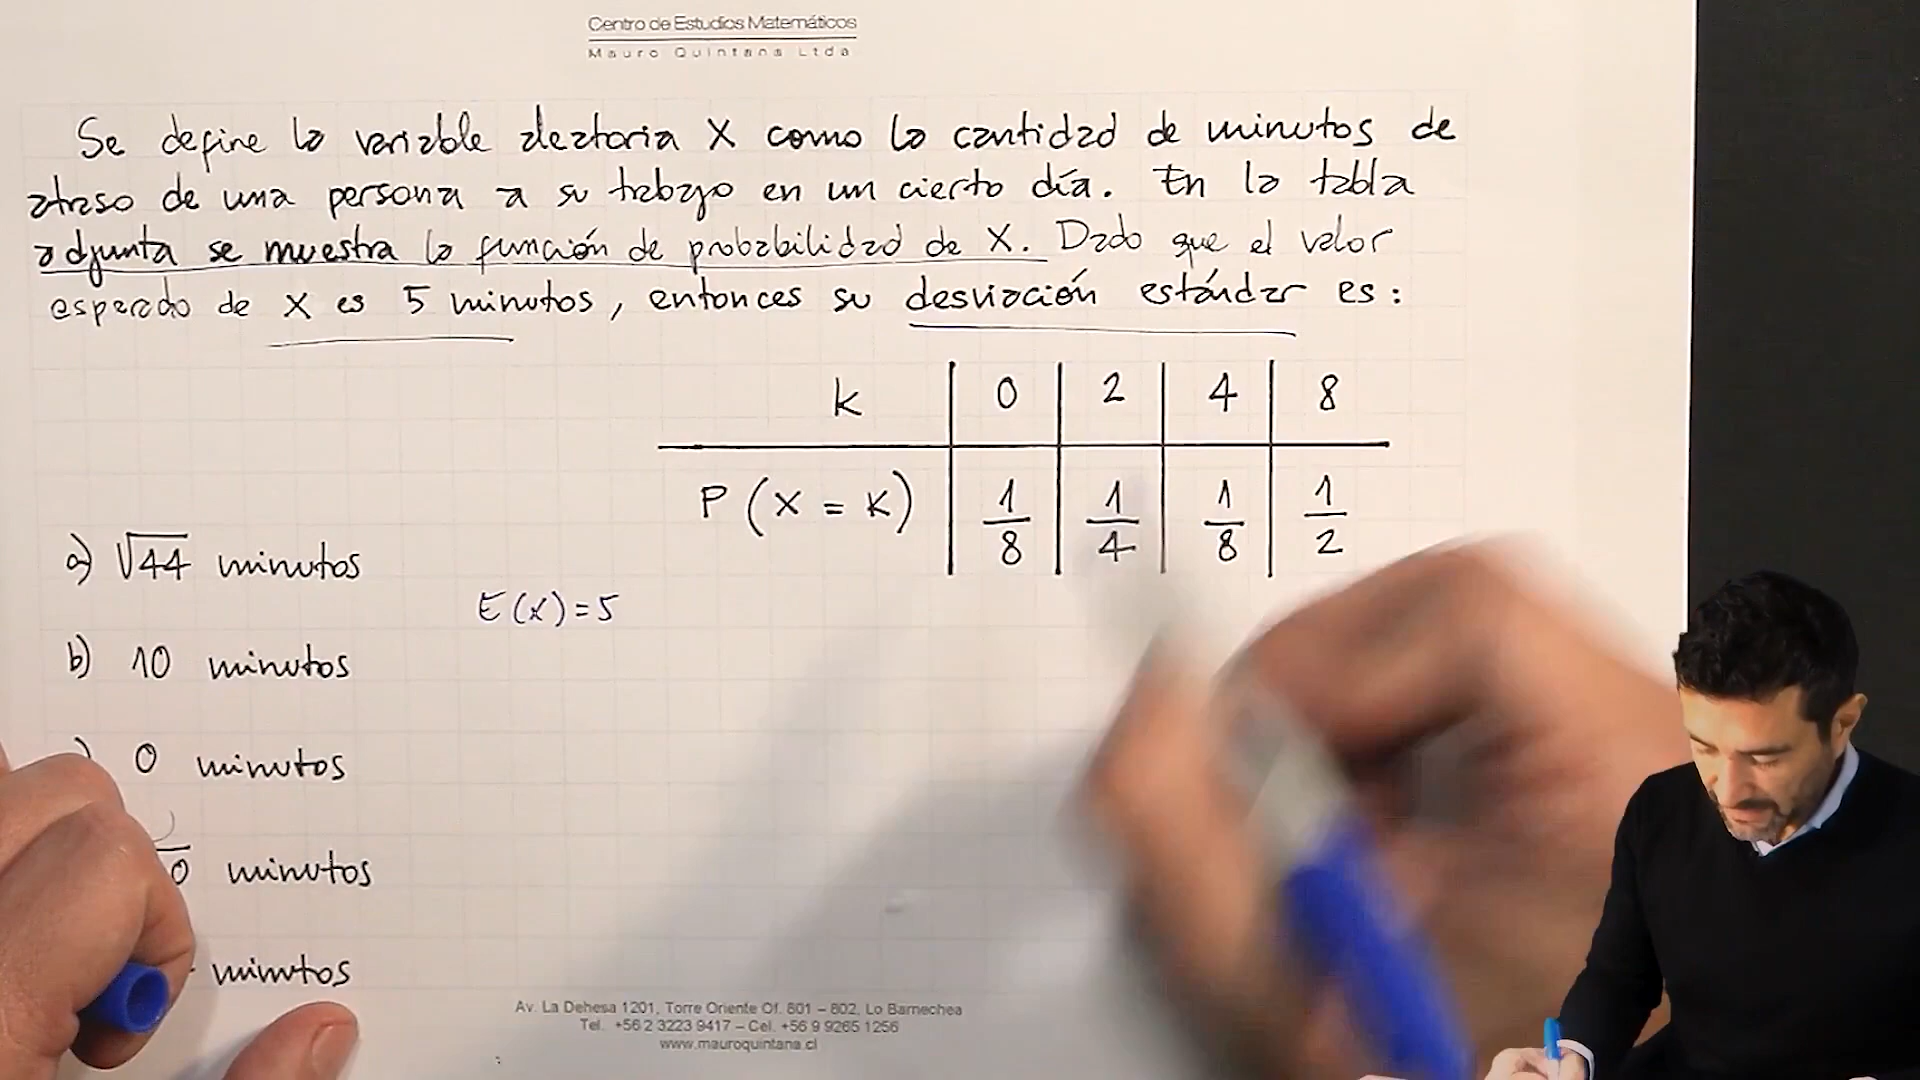 Centro de Estudios Matemáticos
Mauro Quintana Ltda
Se define la variable aleatoria X como la cantidad de minutos de
atraso de una persona a su trabajo en un cierto día. En la tabla
adjunta se muestra la función de probabilidad de X. Dado que el valor
esperado de X es 5 minutos, entonces su desviación estándar es:
k 0 2 4 8
P(X = k) 1/8 1/4 1/8 1/2
a) √44 minutos
E(X)=5
b) 10 minutos
0 minutos
minutos
minutos
Av. La Dehesa 1201, Torre Oriente Of. 801 – 802, Lo Barnechea
Tel. +56 2 3223 9417 – Cel. +56 9 9265 1256
www.mauroquintana.cl